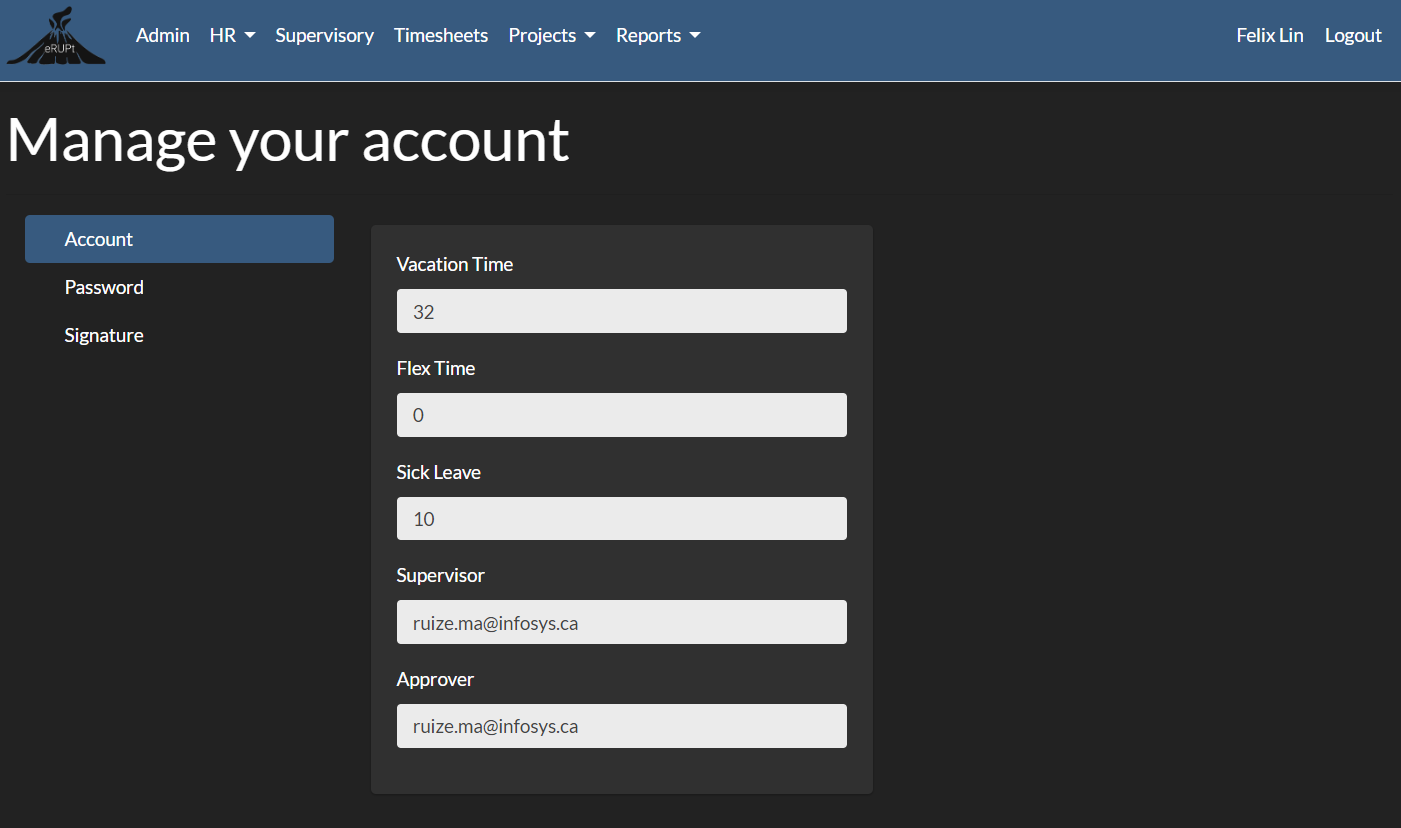 eRUPt
Admin HR Supervisory Timesheets Projects Reports Felix Lin Logout
Manage your account
Account
Password
Signature
Vacation Time
32
Flex Time
0
Sick Leave
10
Supervisor
ruize.ma@infosys.ca
Approver
ruize.ma@infosys.ca